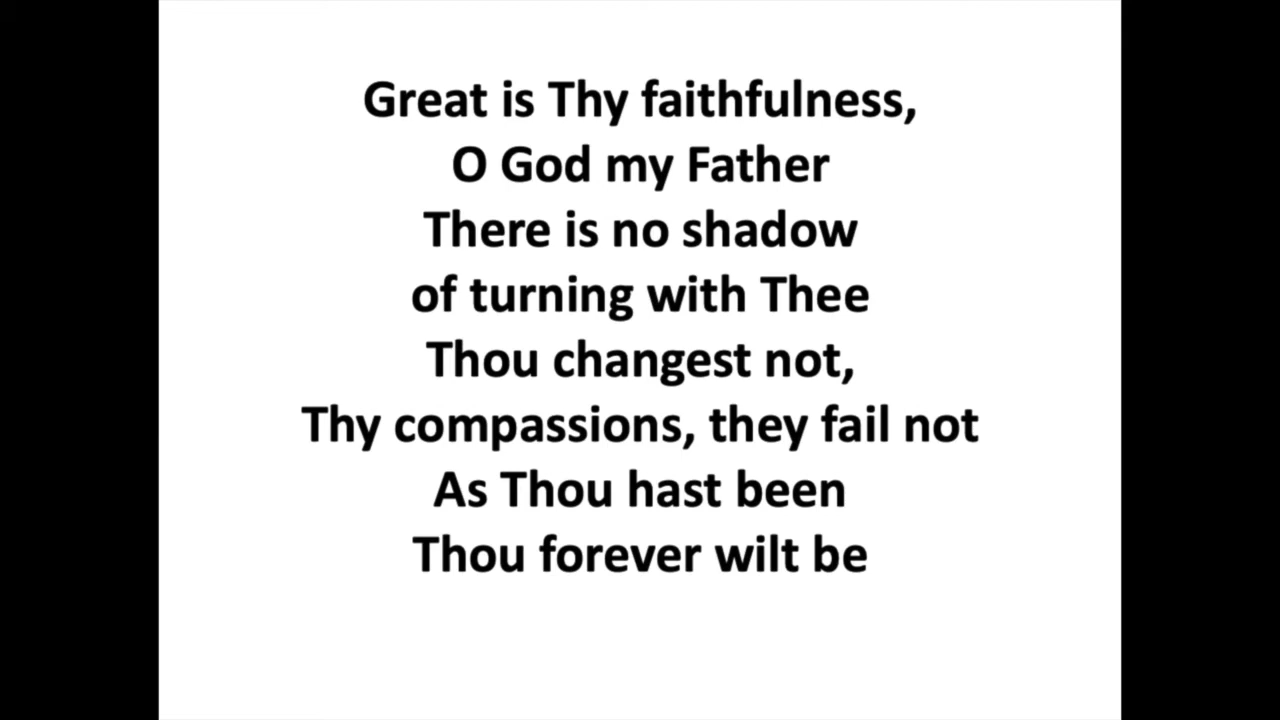 Great is Thy faithfulness,
O God my Father
There is no shadow
of turning with Thee
Thou changest not,
Thy compassions, they fail not
As Thou hast been
Thou forever wilt be